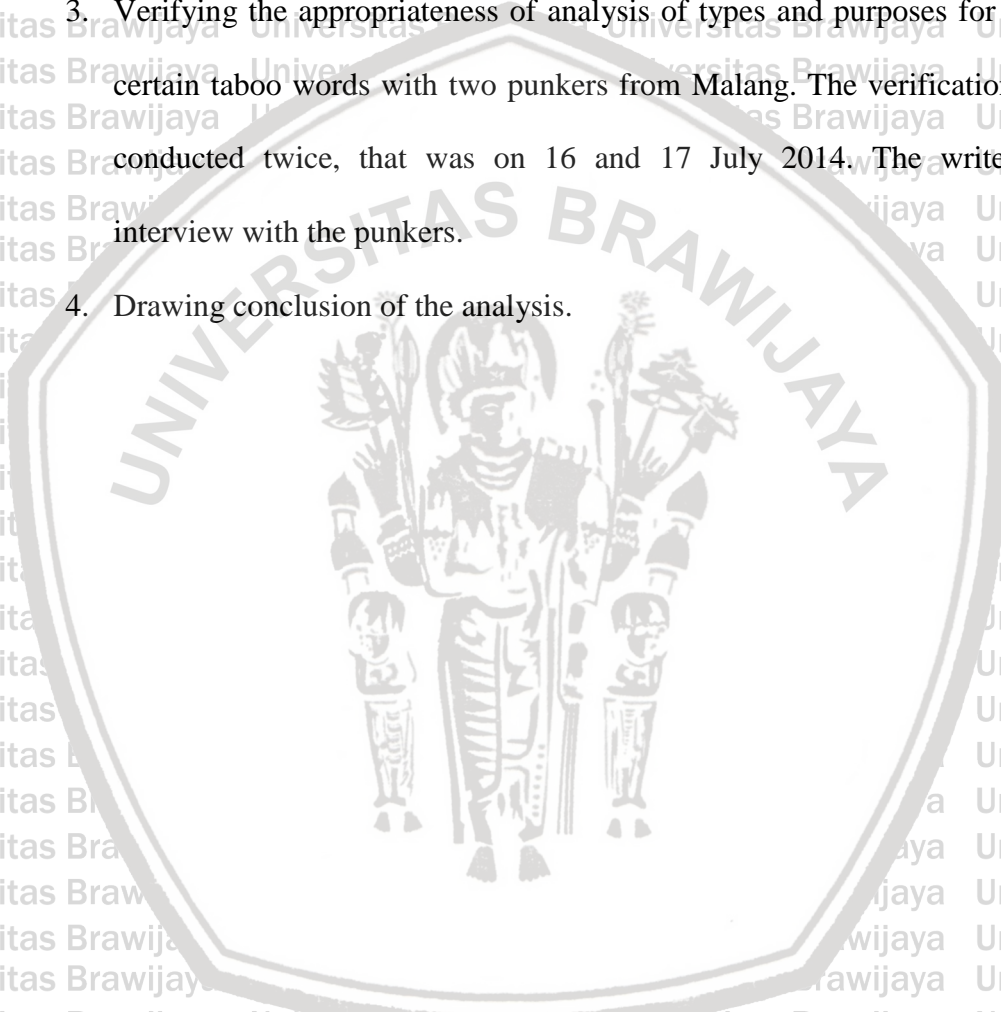 3. Verifying the appropriateness of analysis of types and purposes for
certain taboo words with two punkers from Malang. The verification
conducted twice, that was on 16 and 17 July 2014. The write
interview with the punkers.
4. Drawing conclusion of the analysis.
UNIVERSITAS BRAWIJAYA